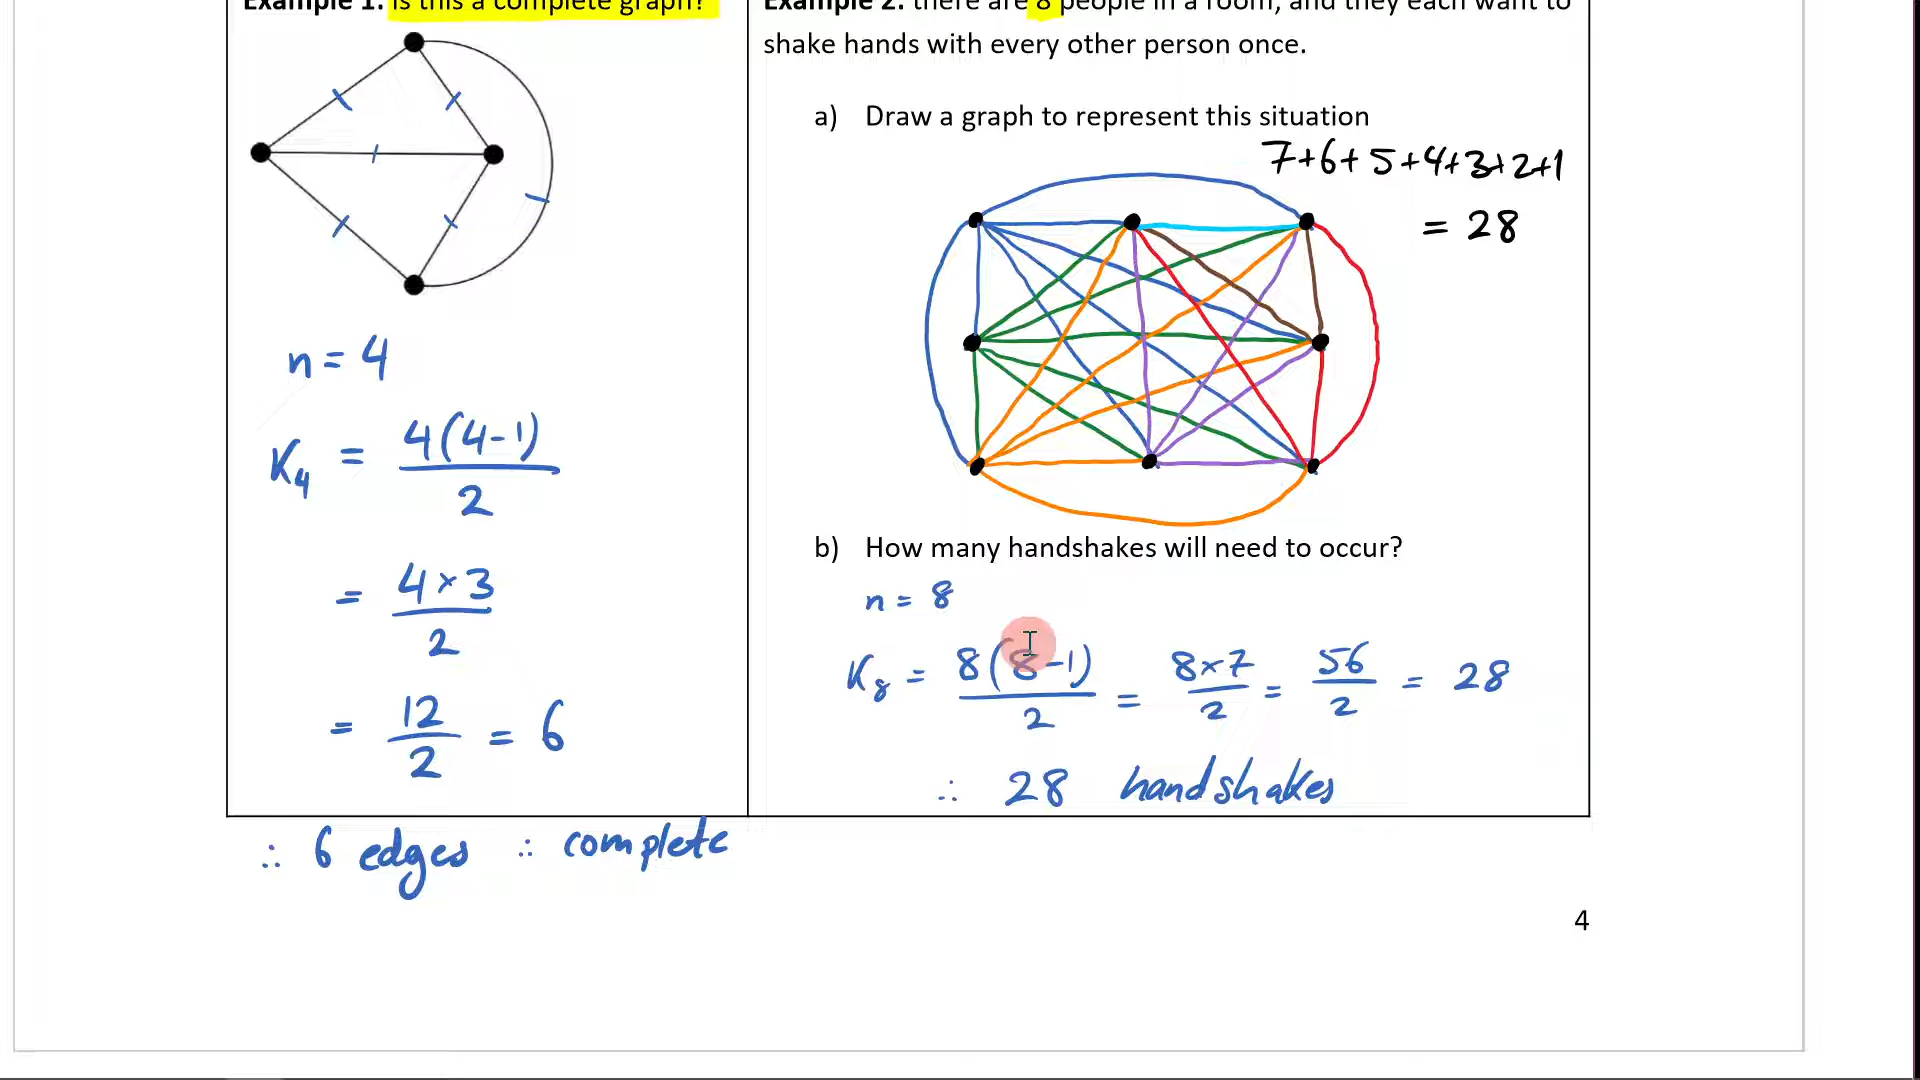 Example 1: Is this a complete graph?
n = 4
K4 = 4(4-1)/2
= 4×3/2
= 12/2 = 6
∴ 6 edges ∴ complete
Example 2: there are 8 people in a room, and they each want to
shake hands with every other person once.
a) Draw a graph to represent this situation
7+6+5+4+3+2+1
= 28
b) How many handshakes will need to occur?
n = 8
K8 = 8(8-1)/2 = 8×7/2 = 56/2 = 28
∴ 28 handshakes
4